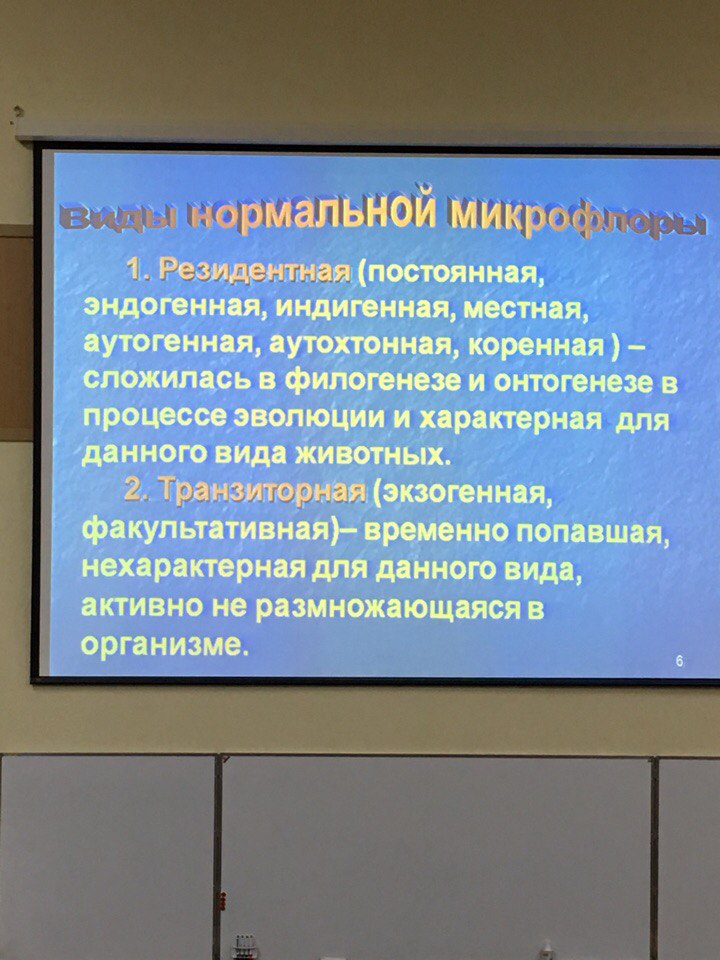 Виды нормальной микрофлоры
1. Резидентная (постоянная,
эндогенная, индигенная, местная,
аутогенная, аутохтонная, коренная ) –
сложилась в филогенезе и онтогенезе в
процессе эволюции и характерная для
данного вида животных.
2. Транзиторная (экзогенная,
факультативная)– временно попавшая,
нехарактерная для данного вида,
активно не размножающаяся в
организме.
6